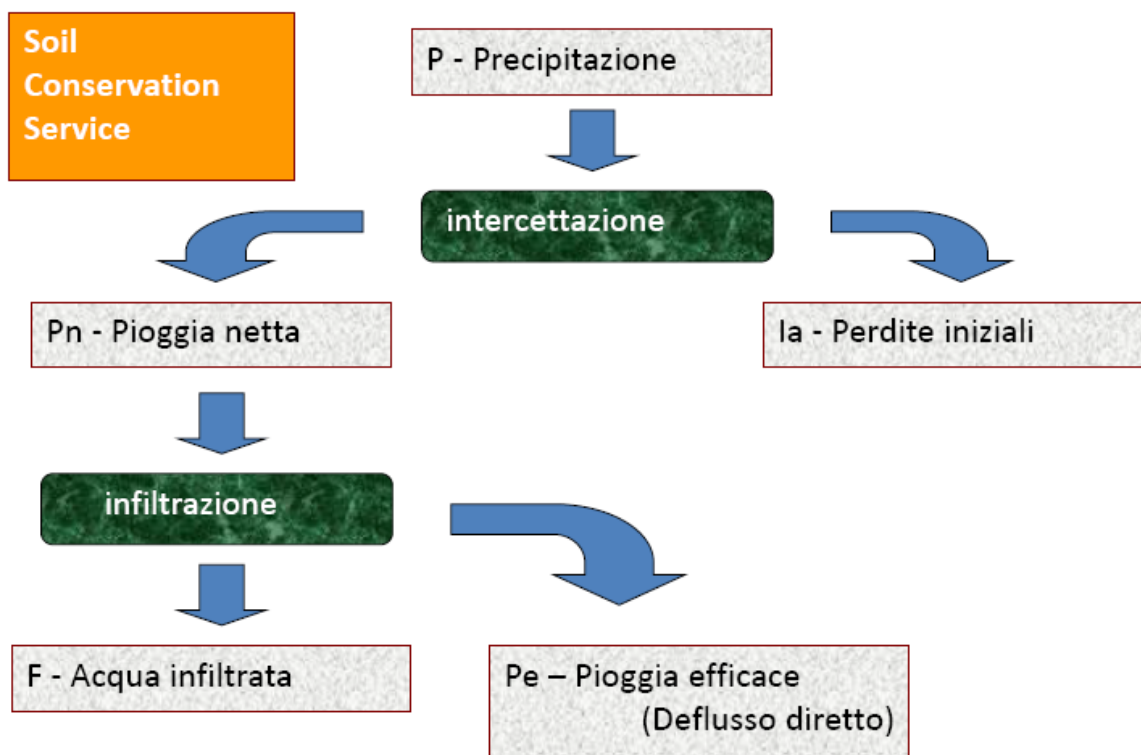 Soil
Conservation
Service
P - Precipitazione
intercettazione
Pn - Pioggia netta
Ia - Perdite iniziali
infiltrazione
F - Acqua infiltrata
Pe – Pioggia efficace
(Deflusso diretto)